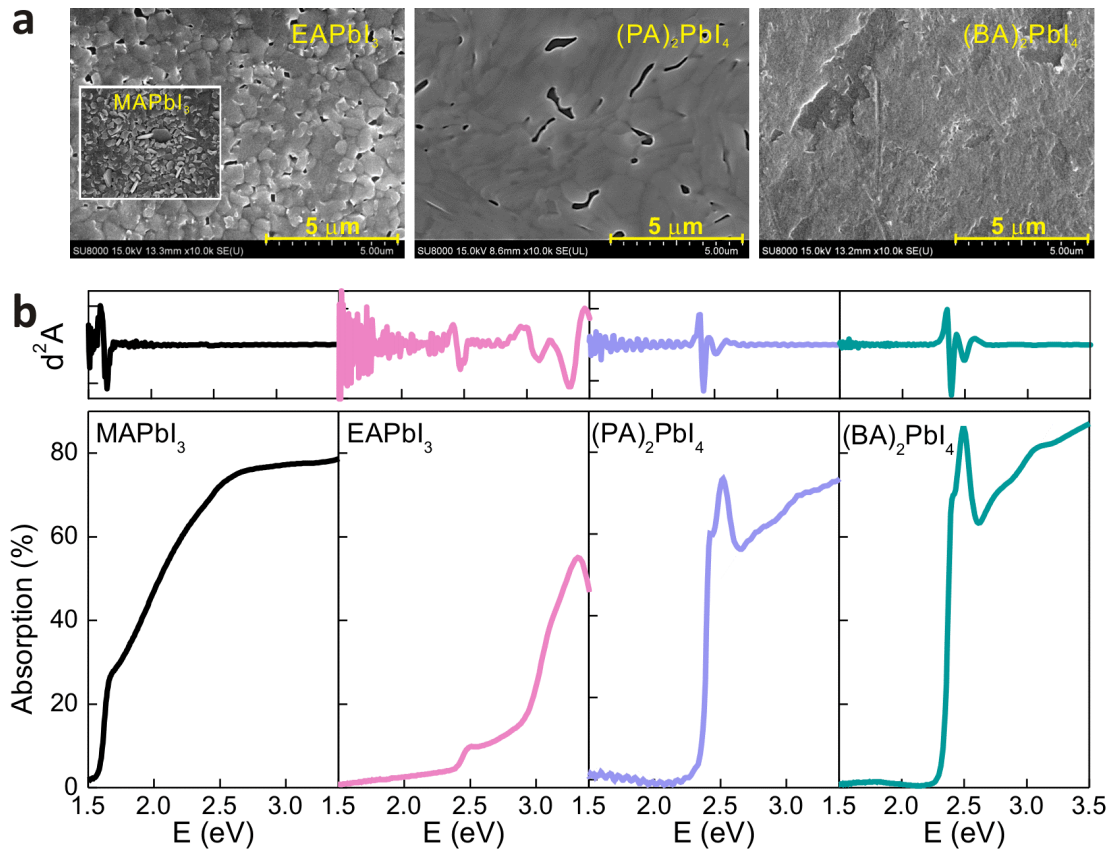 a
EAPbI₃
MAPbI₃
5 μm
SU8000 15.0kV 13.3mm x10.0k SE(U)
5.00um
(PA)₂PbI₄
5 μm
SU8000 15.0kV 8.6mm x10.0k SE(UL)
5.00um
(BA)₂PbI₄
5 μm
SU8000 15.0kV 13.2mm x10.0k SE(U)
5.00um
b
d²A
MAPbI₃
EAPbI₃
(PA)₂PbI₄
(BA)₂PbI₄
Absorption (%)
80
60
40
20
0
1.5 2.0 2.5 3.0 1.5 2.0 2.5 3.0 1.5 2.0 2.5 3.0 1.5 2.0 2.5 3.0 3.5
E (eV) E (eV) E (eV) E (eV)